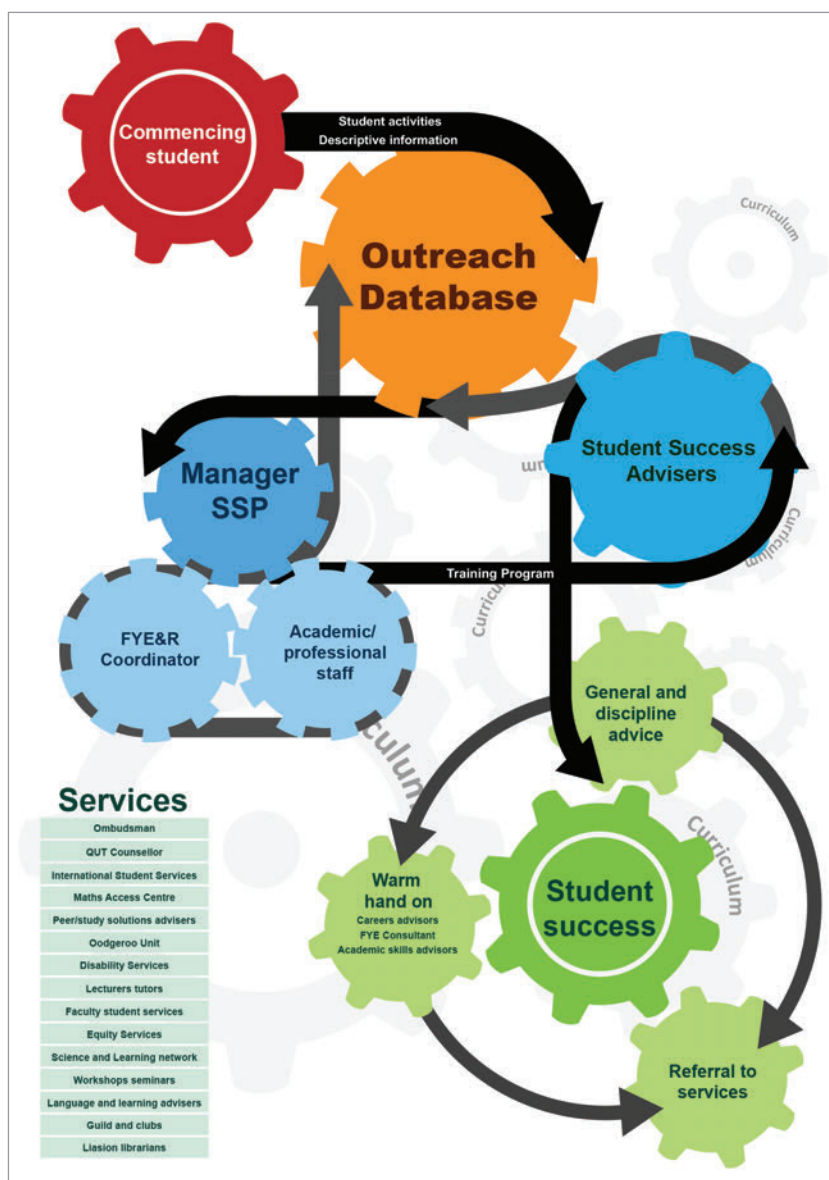 Commencing
student
Student activities
Descriptive information
Outreach
Database
Curriculum
Manager
SSP
Student Success
Advisers
um
Curriculum
Training Program
Curriculum
FYE&R
Coordinator
Academic/
professional
staff
General and
discipline
advice
culum
Curriculum
Services
Ombudsman
QUT Counsellor
International Student Services
Maths Access Centre
Peer/study solutions advisers
Oodgeroo Unit
Disability Services
Lecturers tutors
Faculty student services
Equity Services
Science and Learning network
Workshops seminars
Language and learning advisers
Guild and clubs
Liasion librarians
Warm
hand on
Careers advisors
FYE Consultant
Academic skills advisors
Student
success
Referral to
services